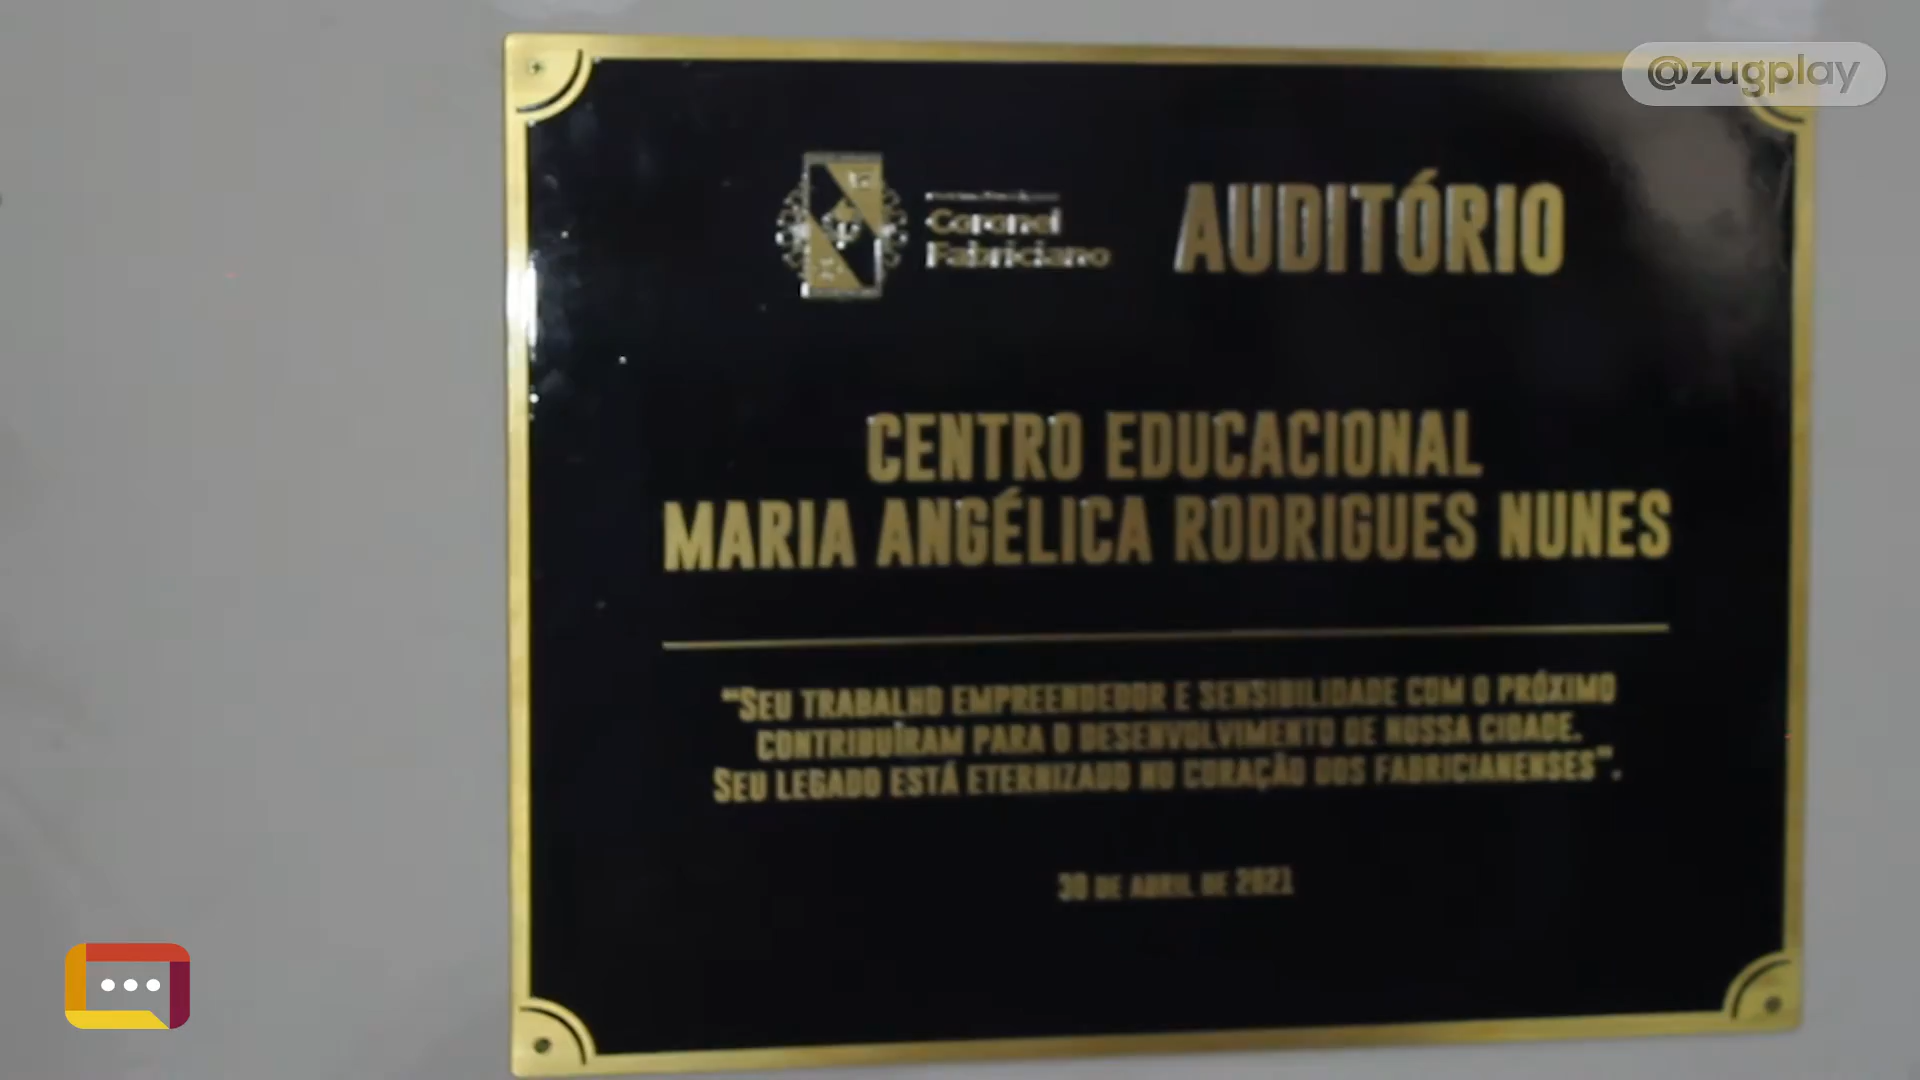 @zugplay
Coronel
Fabriciano
AUDITÓRIO
CENTRO EDUCACIONAL
MARIA ANGÉLICA RODRIGUES NUNES
"SEU TRABALHO EMPREENDEDOR E SENSIBILIDADE COM O PRÓXIMO
CONTRIBUÍRAM PARA O DESENVOLVIMENTO DE NOSSA CIDADE.
SEU LEGADO ESTÁ ETERNIZADO NO CORAÇÃO DOS FABRICIANENSES".
30 DE ABRIL DE 2021